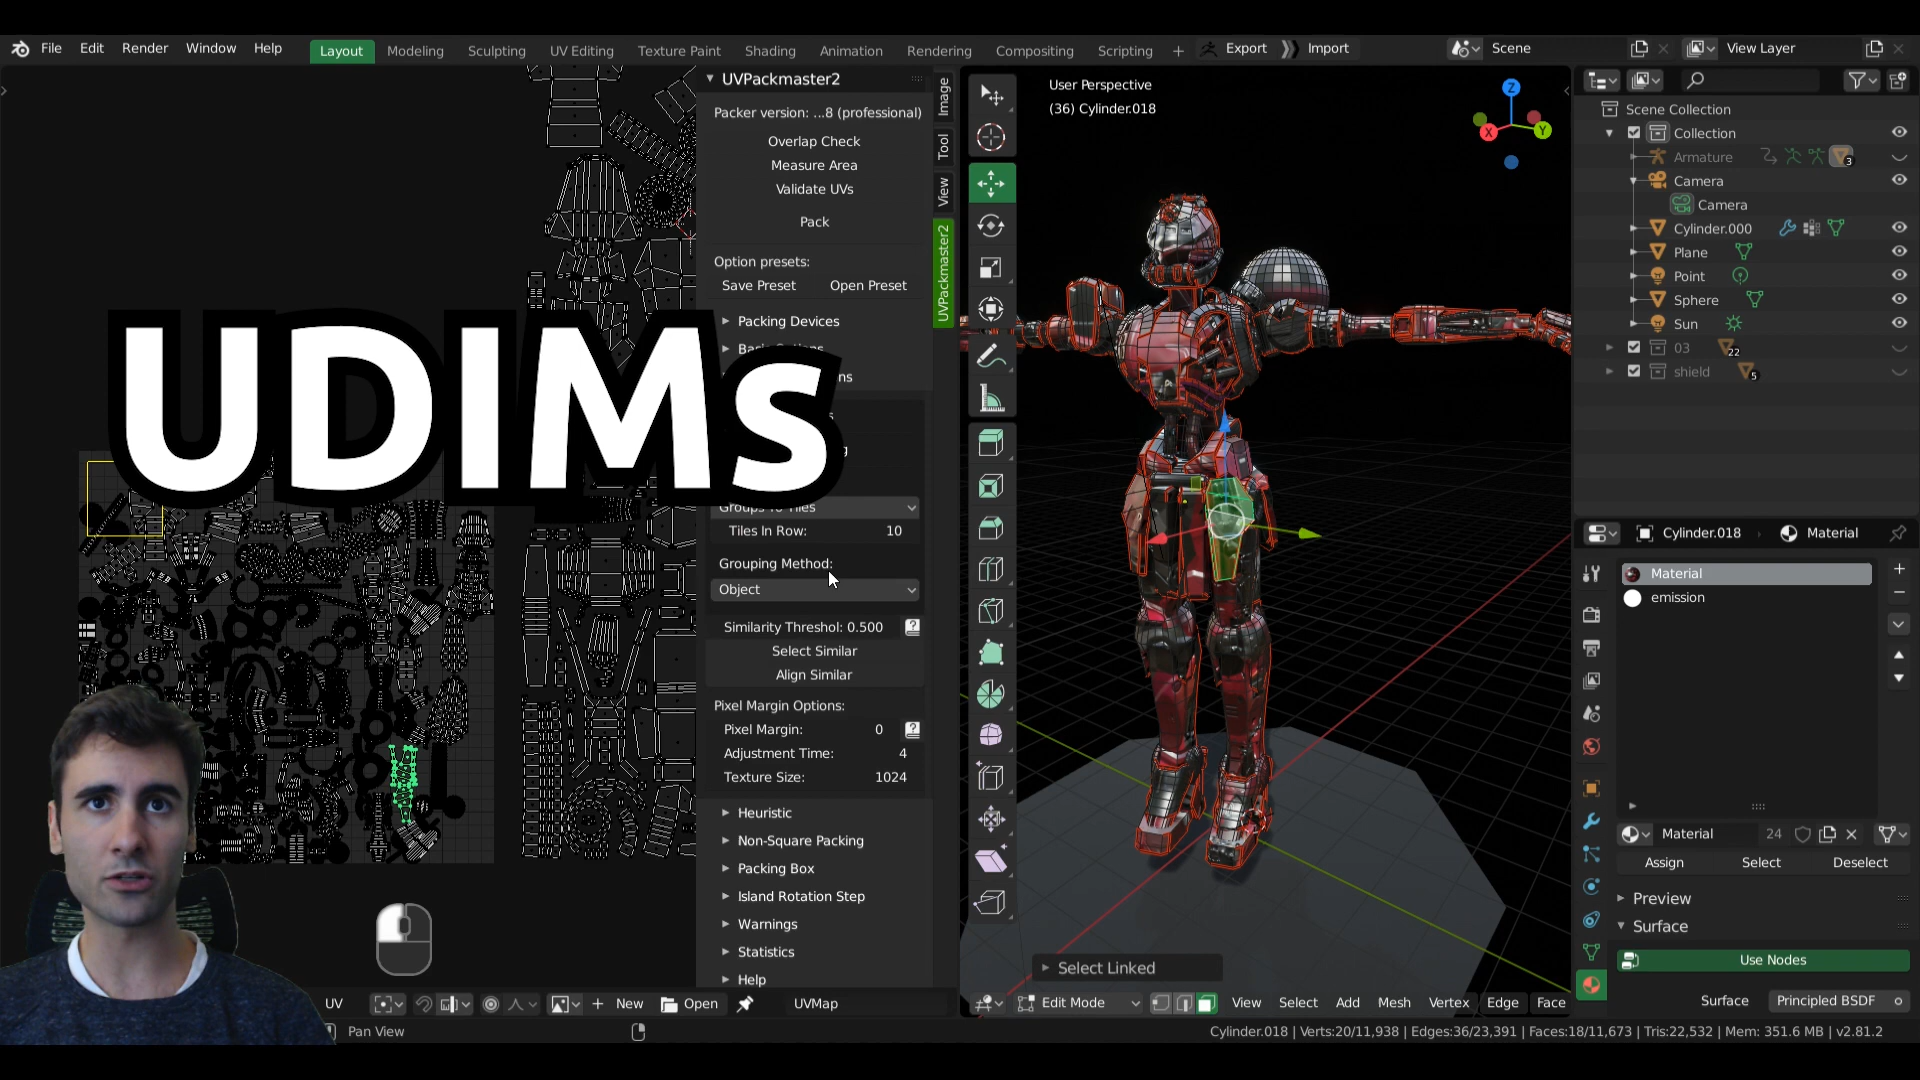 File Edit Render Window Help Layout Modeling Sculpting UV Editing Texture Paint Shading Animation Rendering Compositing Scripting + Export Import Scene View Layer
UVPackmaster2
Packer version: ...8 (professional)
Overlap Check
Measure Area
Validate UVs
Pack
Option presets:
Save Preset Open Preset
Packing Devices
UDIMs
Tiles In Row: 10
Grouping Method:
Object
Similarity Threshol: 0.500
Select Similar
Align Similar
Pixel Margin Options:
Pixel Margin: 0
Adjustment Time: 4
Texture Size: 1024
Heuristic
Non-Square Packing
Packing Box
Island Rotation Step
Warnings
Statistics
Help
Image
Tool
View
UVPackmaster2
UV New Open UVMap
Pan View
User Perspective
(36) Cylinder.018
Z
X
Y
Select Linked
Edit Mode View Select Add Mesh Vertex Edge Face
Scene Collection
Collection
Armature 3
Camera
Camera
Cylinder.000
Plane
Point
Sphere
Sun
03 22
shield 5
Cylinder.018 Material
Material
emission
Material 24
Assign Select Deselect
Preview
Surface
Use Nodes
Surface Principled BSDF
Cylinder.018 | Verts:20/11,938 | Edges:36/23,391 | Faces:18/11,673 | Tris:22,532 | Mem: 351.6 MB | v2.81.2